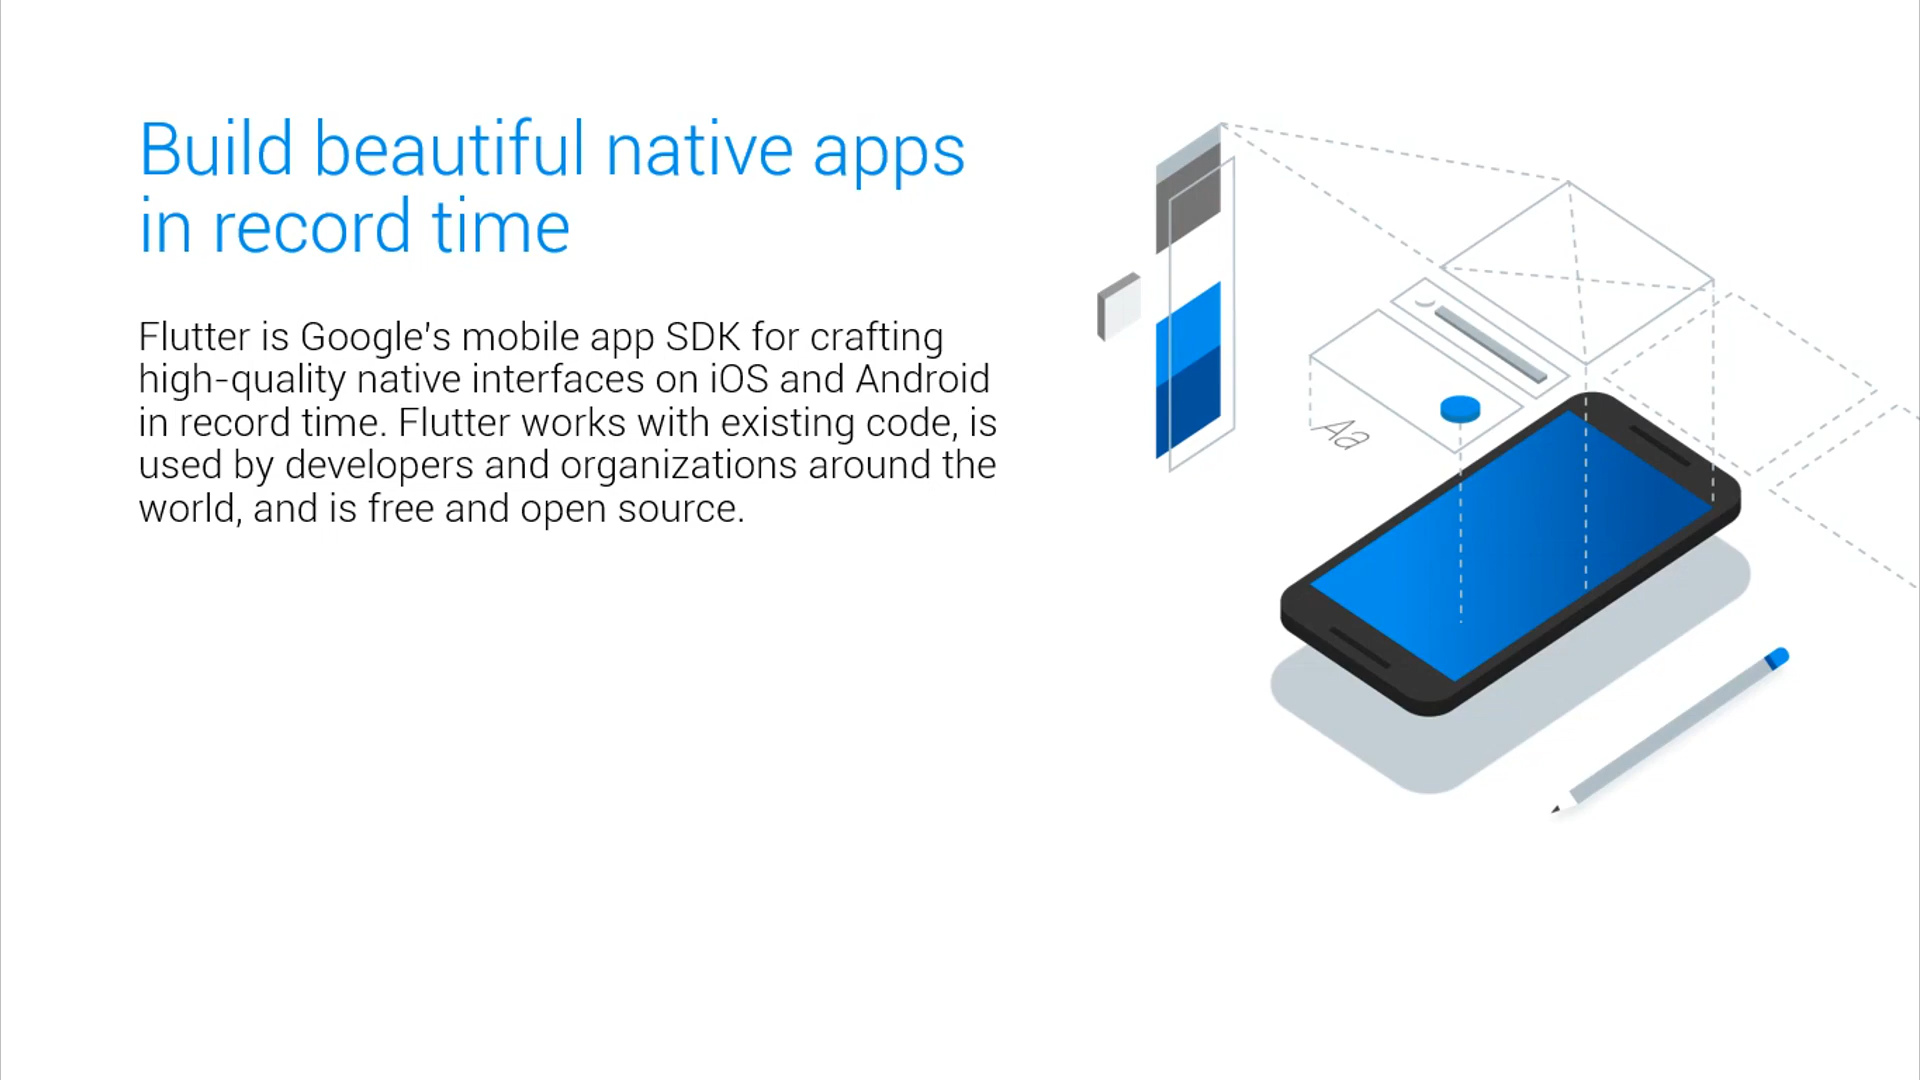 Build beautiful native apps
in record time
Flutter is Google's mobile app SDK for crafting
high-quality native interfaces on iOS and Android
in record time. Flutter works with existing code, is
used by developers and organizations around the
world, and is free and open source.
Aa